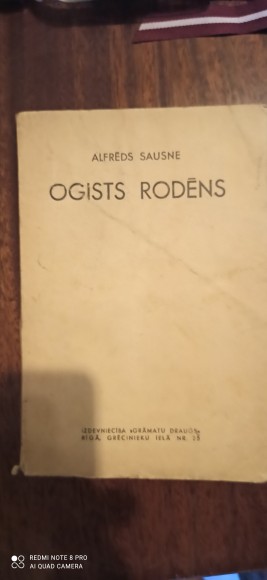 ALFRĒDS SAUSNE
OGISTS RODĒNS
IZDEVNIECĪBA »GRĀMATU DRAUGS»
RĪGĀ, GRĒCINIEKU IELĀ NR. 15
REDMI NOTE 8 PRO
AI QUAD CAMERA